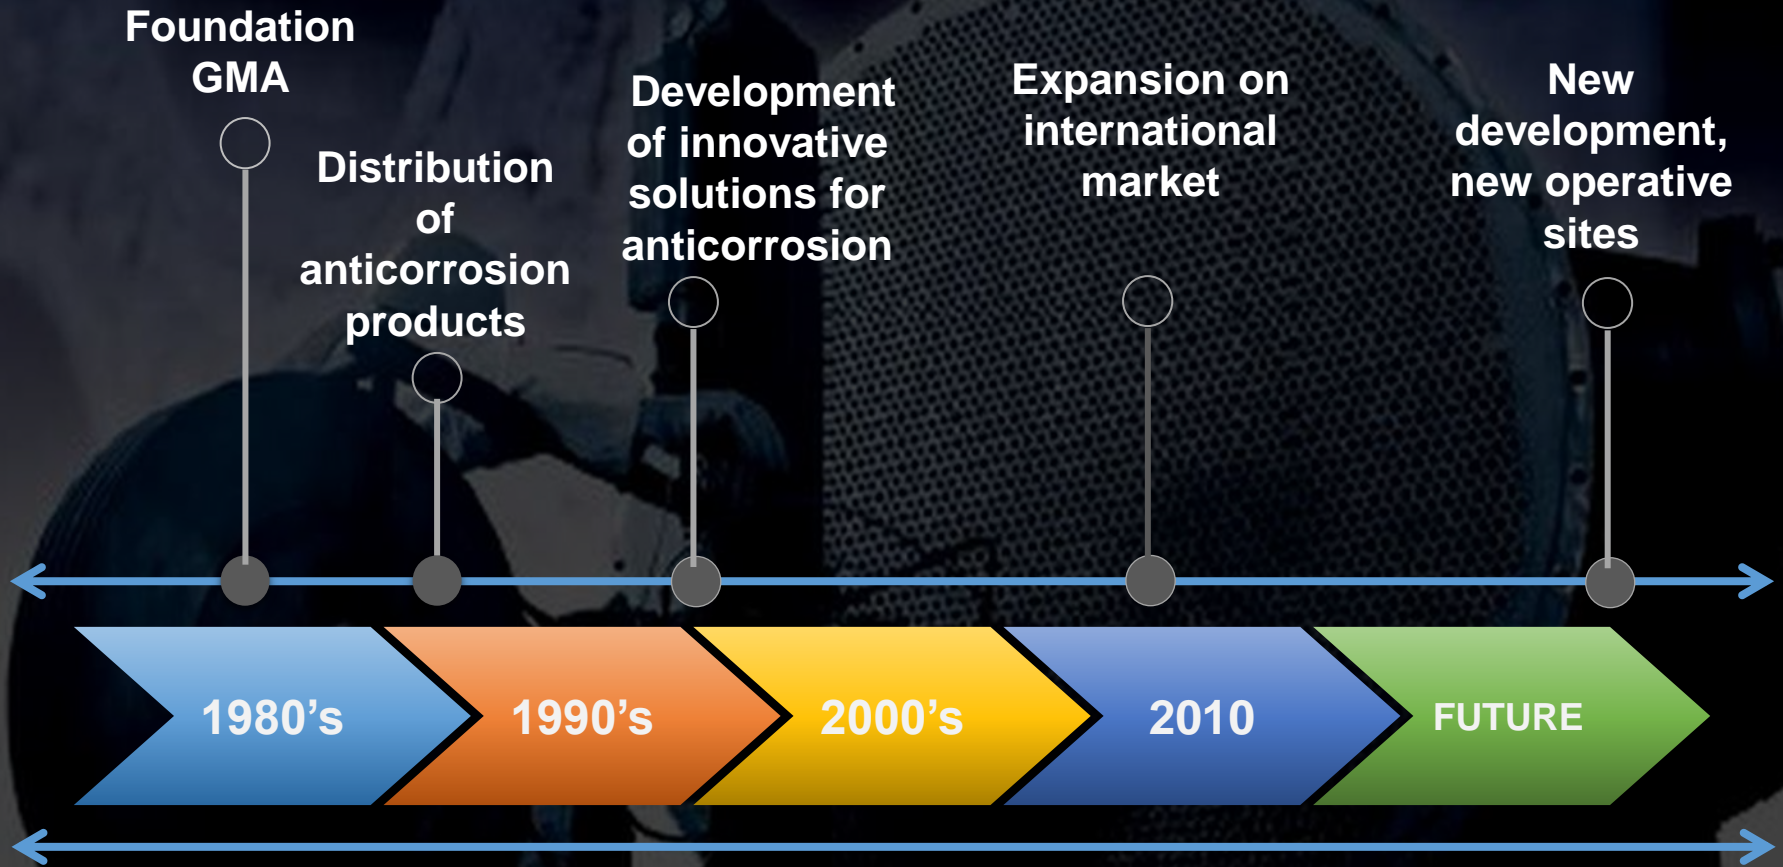 Foundation
GMA
Distribution
of
anticorrosion
products
Development
of innovative
solutions for
anticorrosion
Expansion on
international
market
New
development,
new operative
sites
1980’s
1990’s
2000’s
2010
FUTURE